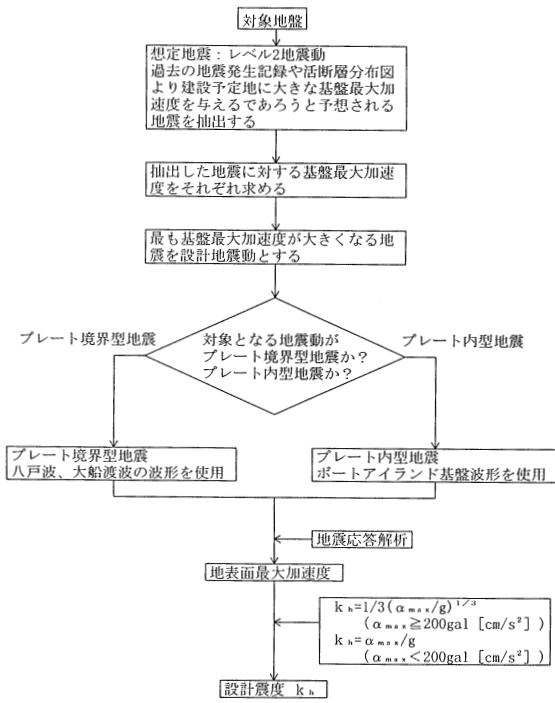 対象地盤
想定地震：レベル2地震動
過去の地震発生記録や活断層分布図
より建設予定地に大きな基盤最大加
速度を与えるであろうと予想される
地震を抽出する
抽出した地震に対する基盤最大加速
度をそれぞれ求める
最も基盤最大加速度が大きくなる地
震を設計地震動とする
プレート境界型地震
対象となる地震動が
プレート境界型地震か？
プレート内型地震か？
プレート内型地震
プレート境界型地震
八戸波、大船渡波の波形を使用
プレート内型地震
ポートアイランド基盤波形を使用
地震応答解析
地表面最大加速度
kh=1/3(αmax/g)^1/3
(αmax≧200gal [cm/s²])
kh=αmax/g
(αmax<200gal [cm/s²])
設計震度 kh